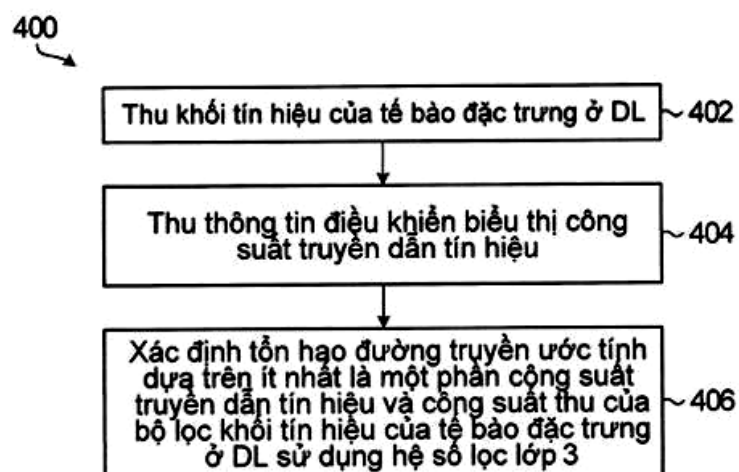 400
Thu khối tín hiệu của tế bào đặc trưng ở DL
402
Thu thông tin điều khiển biểu thị công
suất truyền dẫn tín hiệu
404
Xác định tổn hao đường truyền ước tính
dựa trên ít nhất là một phần công suất
truyền dẫn tín hiệu và công suất thu của
bộ lọc khối tín hiệu của tế bào đặc trưng
ở DL sử dụng hệ số lọc lớp 3
406